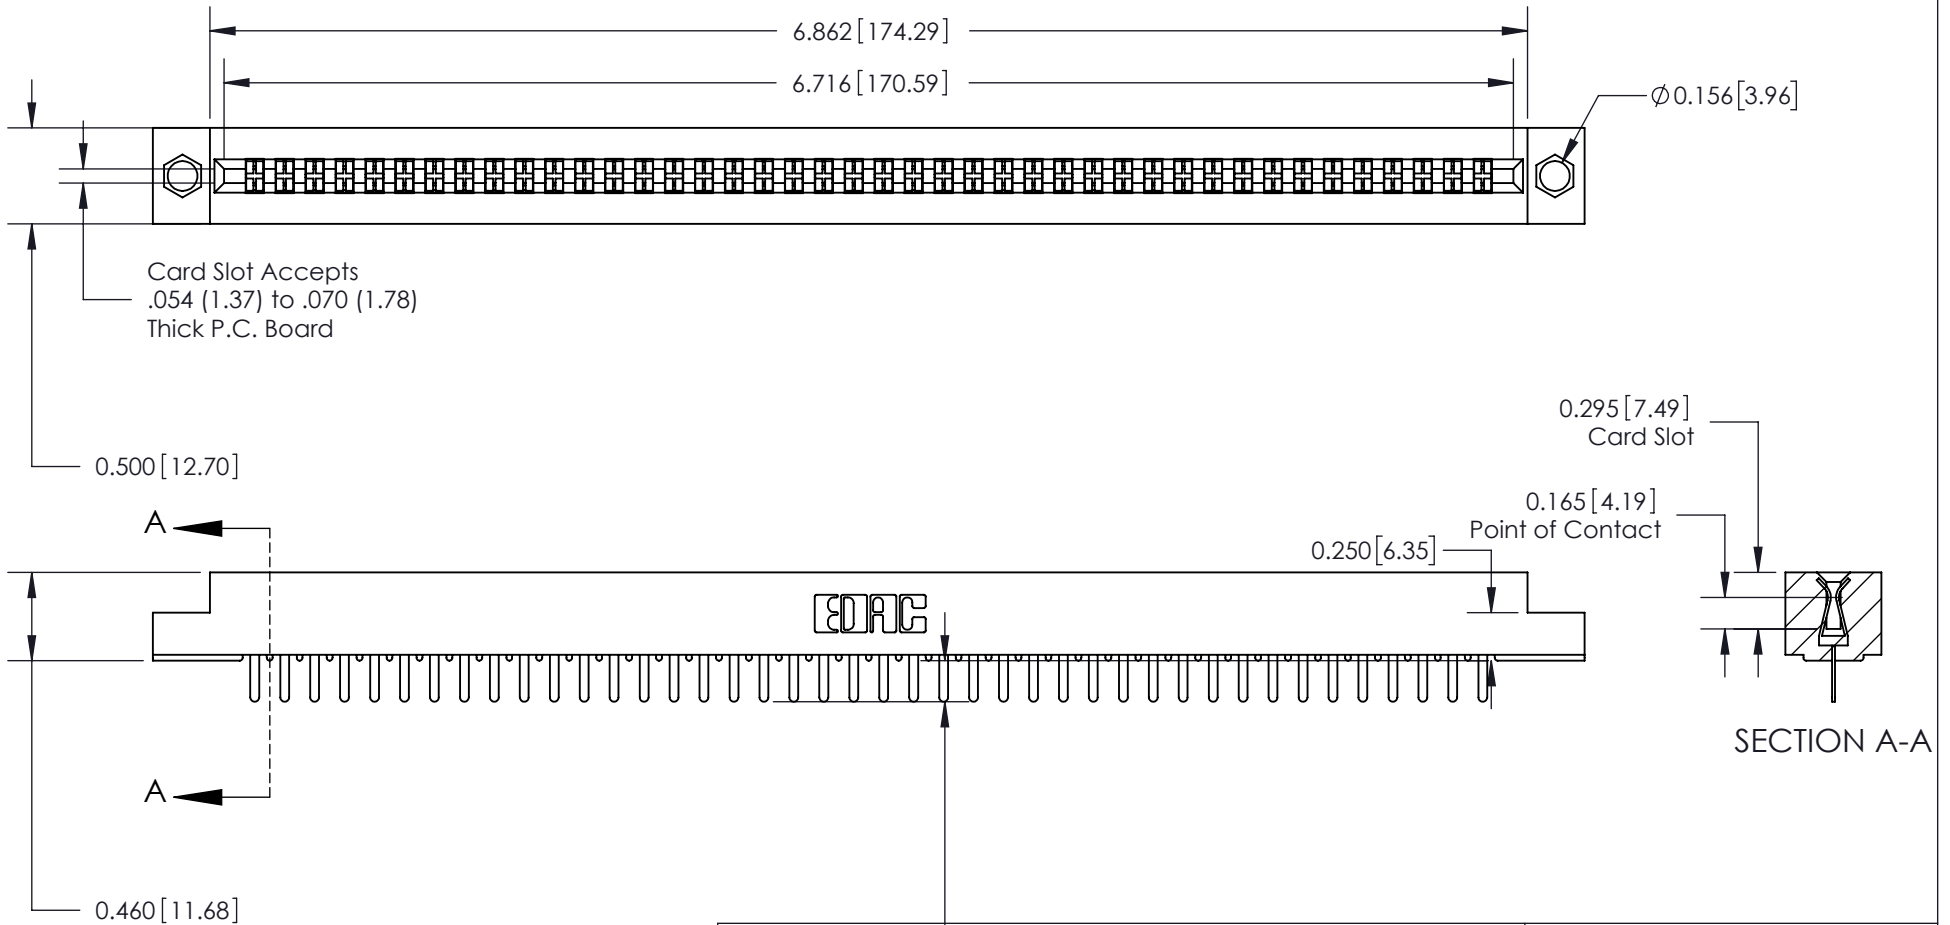 6.862[174.29]
6.716[170.59]
Ø0.156[3.96]
Card Slot Accepts
.054 (1.37) to .070 (1.78)
Thick P.C. Board
0.295[7.49]
Card Slot
0.500[12.70]
0.165[4.19]
Point of Contact
A
0.250[6.35]
EDAC
SECTION A-A
A
0.460[11.68]